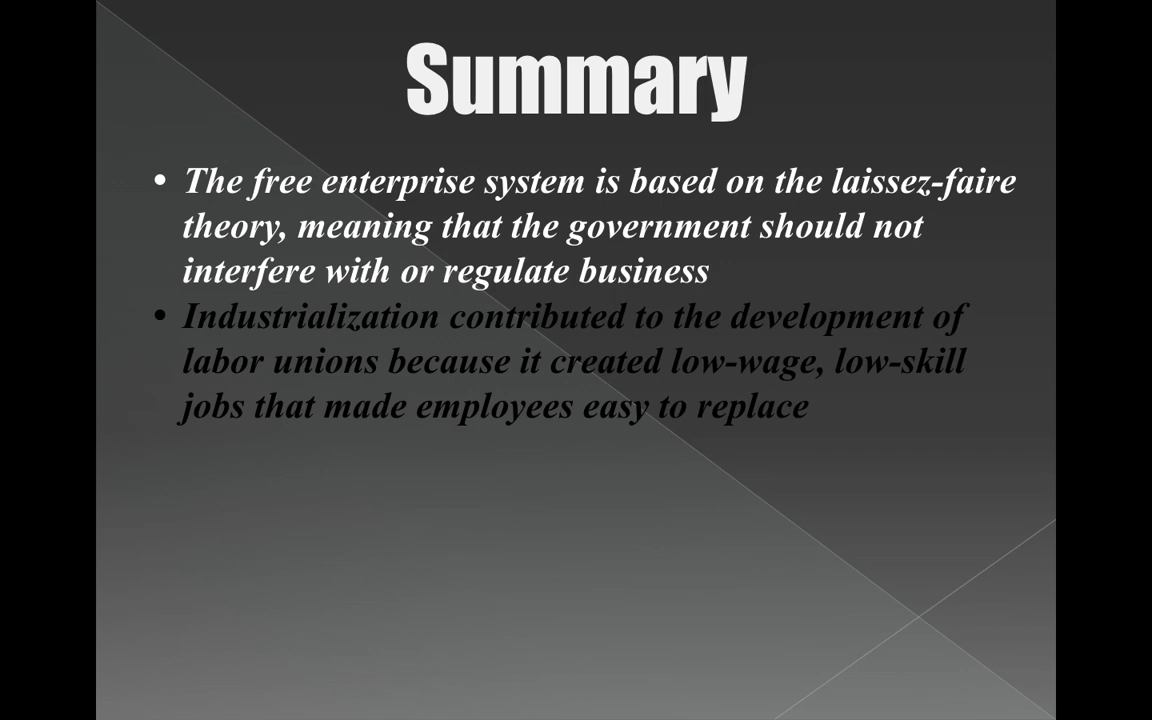 Summary
• The free enterprise system is based on the laissez-faire
theory, meaning that the government should not
interfere with or regulate business
• Industrialization contributed to the development of
labor unions because it created low-wage, low-skill
jobs that made employees easy to replace